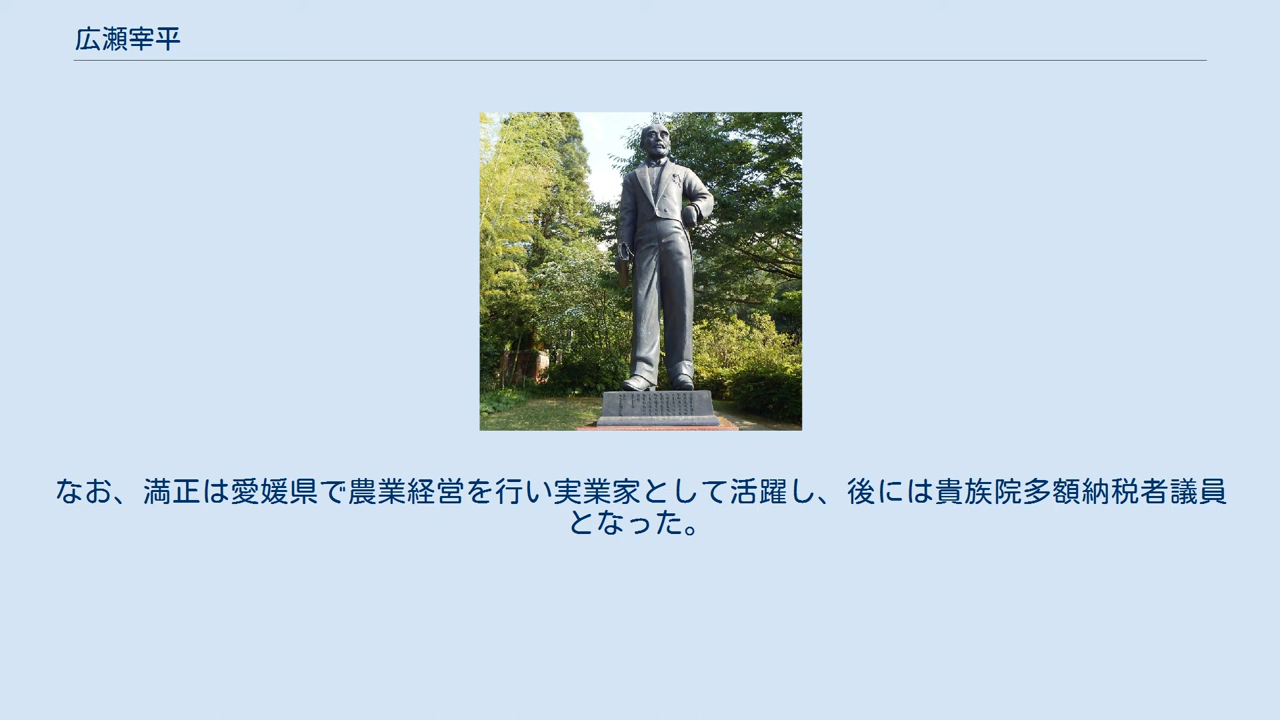 広瀬宰平
なお、満正は愛媛県で農業経営を行い実業家として活躍し、後には貴族院多額納税者議員
となった。